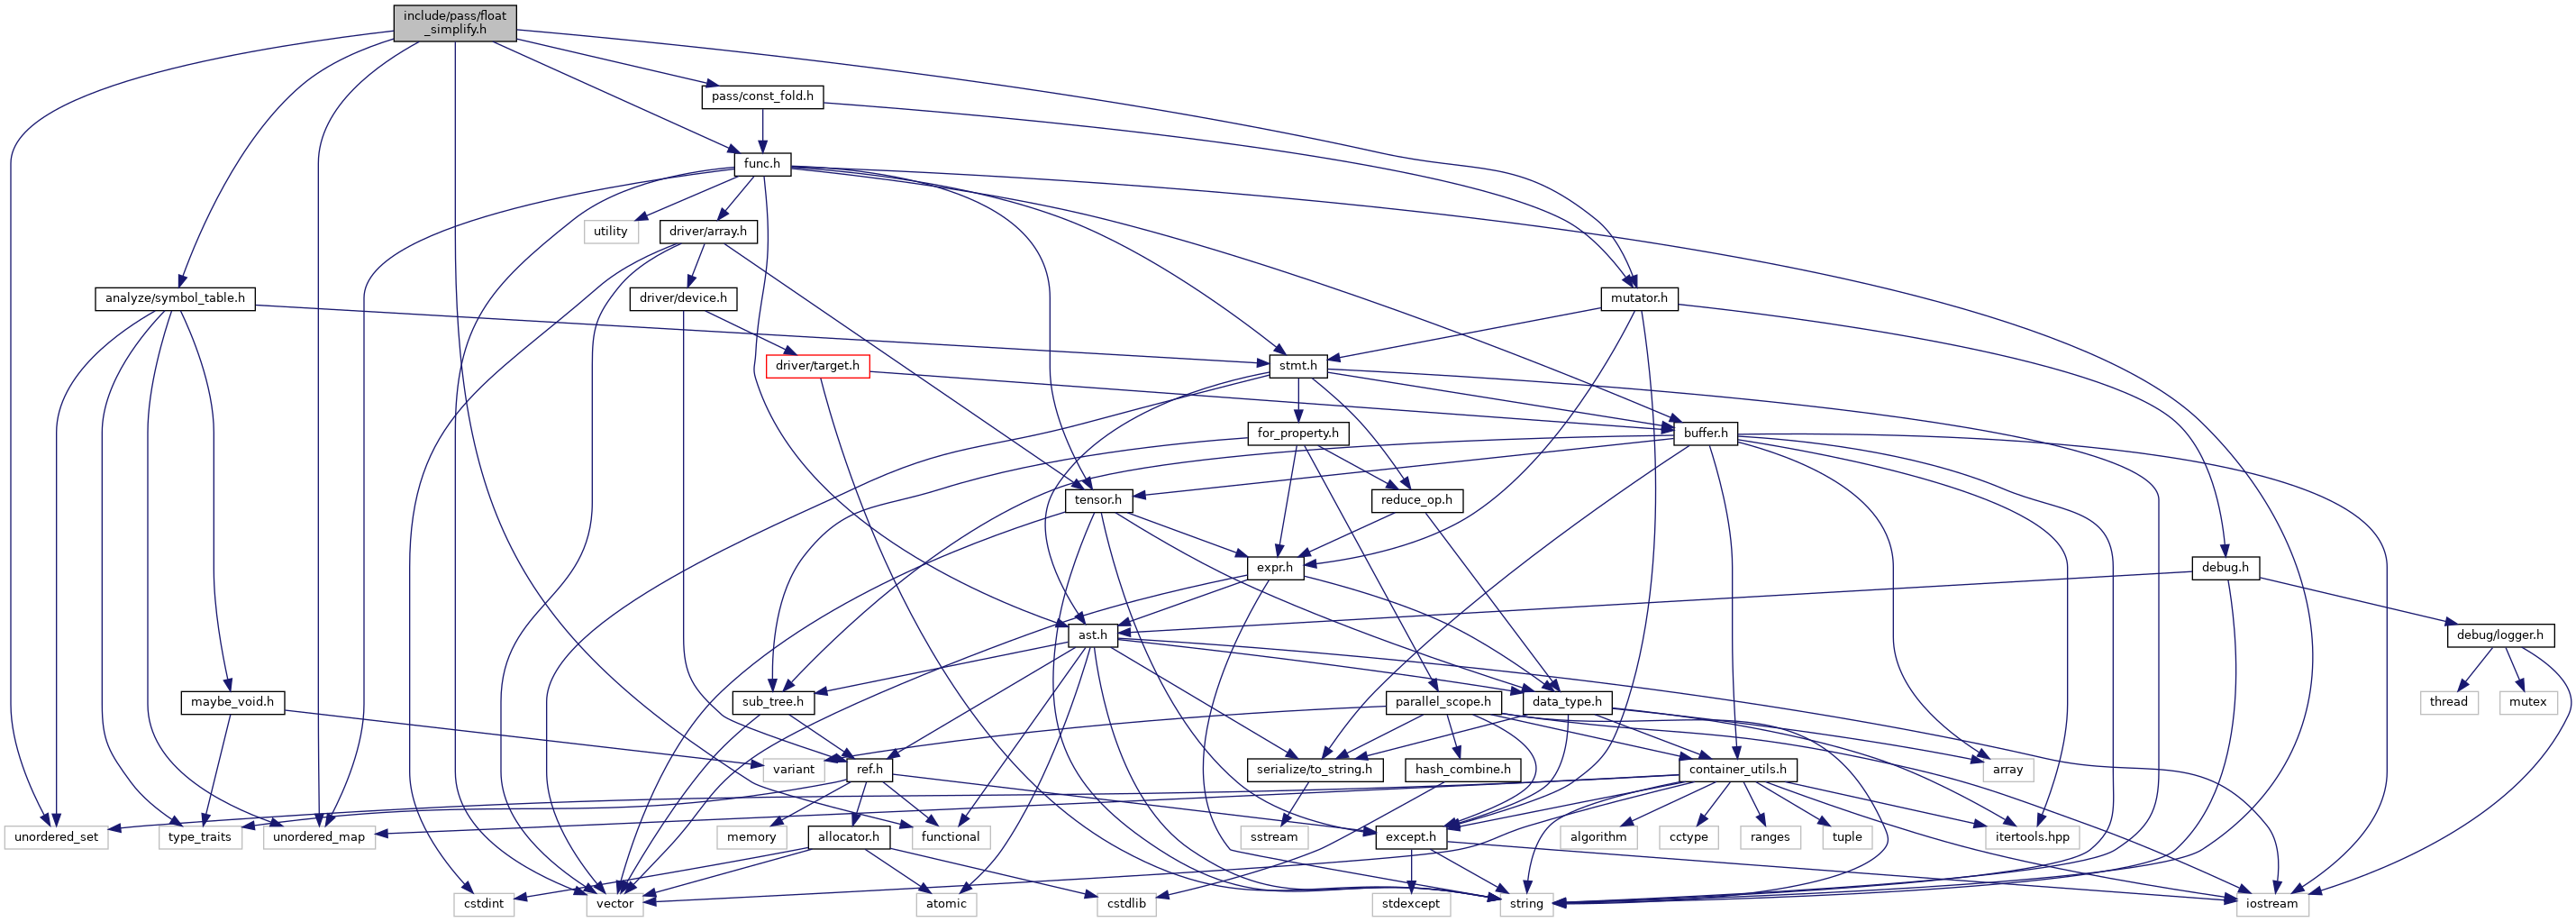 include/pass/float
_simplify.h
pass/const_fold.h
func.h
utility
driver/array.h
analyze/symbol_table.h
driver/device.h
mutator.h
driver/target.h
stmt.h
for_property.h
buffer.h
tensor.h
reduce_op.h
expr.h
debug.h
ast.h
debug/logger.h
maybe_void.h
sub_tree.h
parallel_scope.h
data_type.h
thread
mutex
variant
ref.h
serialize/to_string.h
hash_combine.h
container_utils.h
array
unordered_set
type_traits
unordered_map
memory
allocator.h
functional
sstream
except.h
algorithm
cctype
ranges
tuple
itertools.hpp
cstdint
vector
atomic
cstdlib
stdexcept
string
iostream